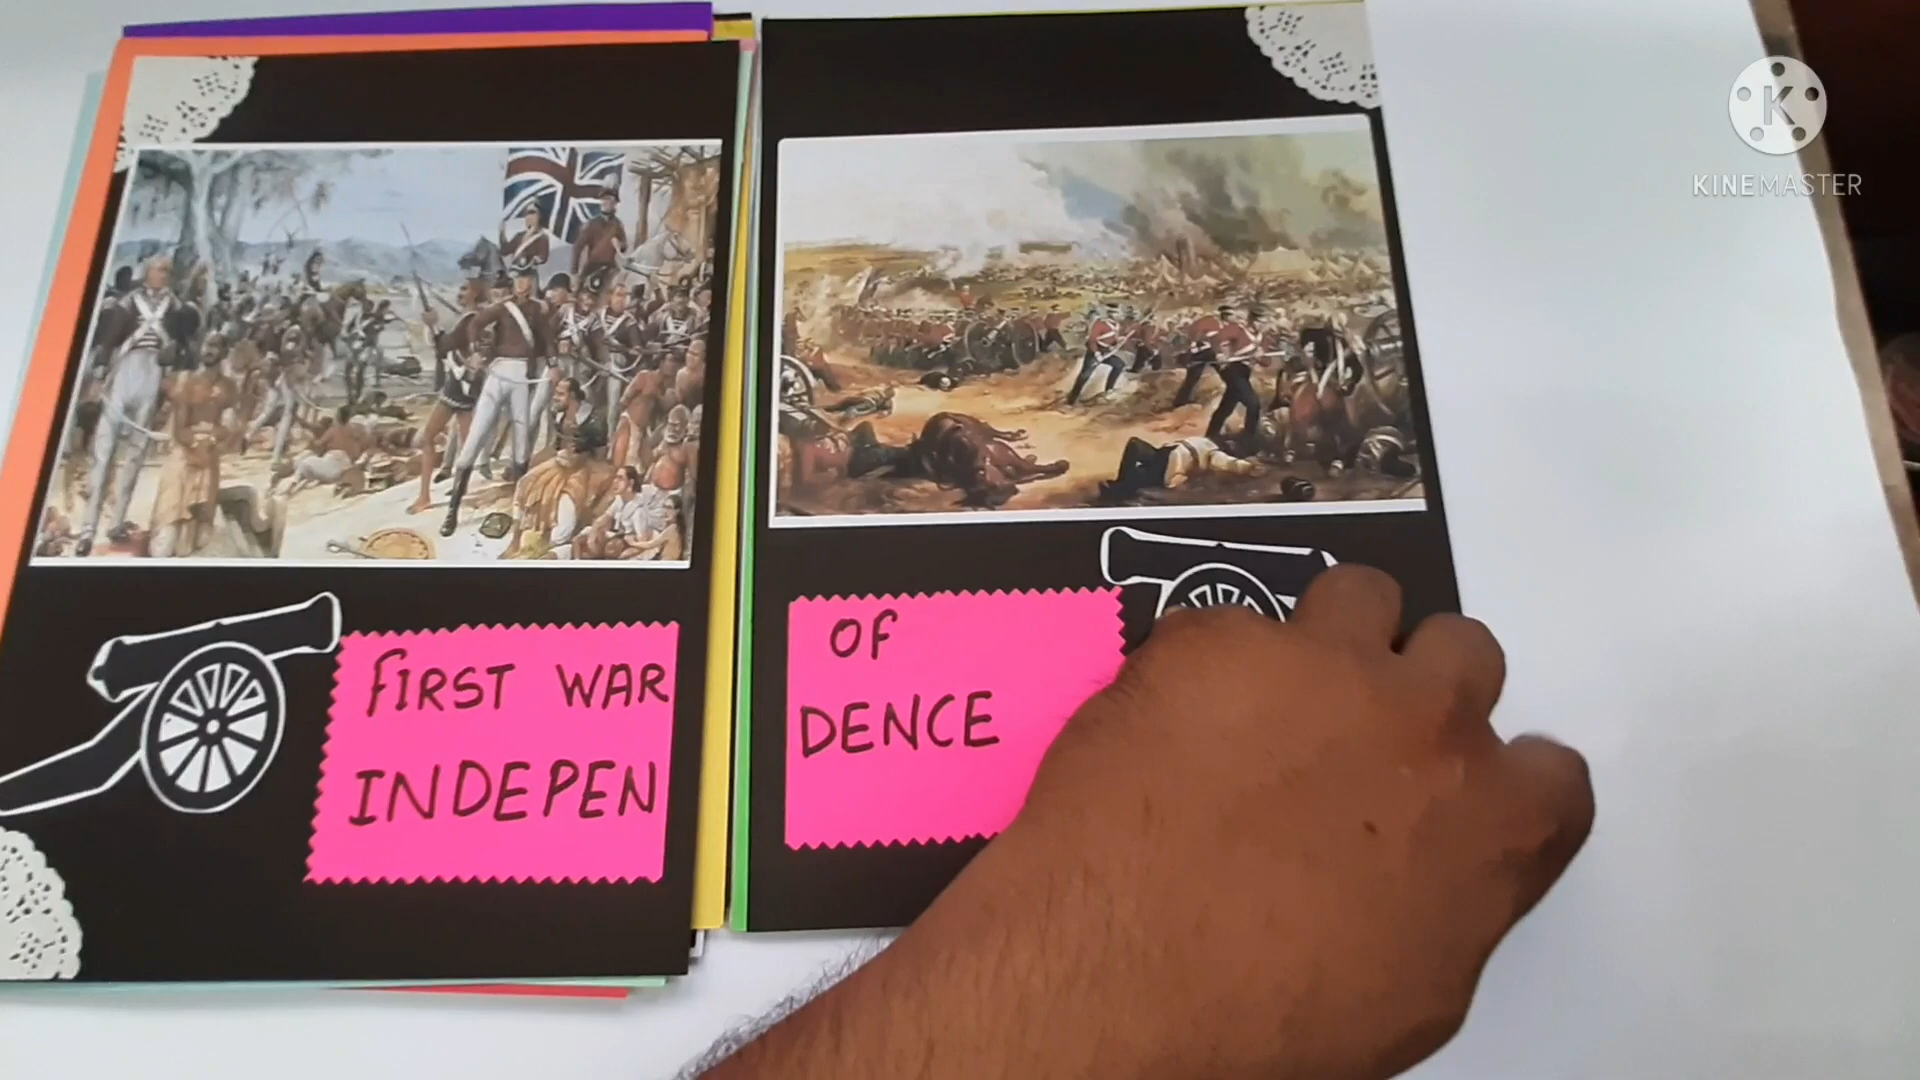 FIRST WAR
INDEPEN
OF
DENCE
K
KINEMASTER